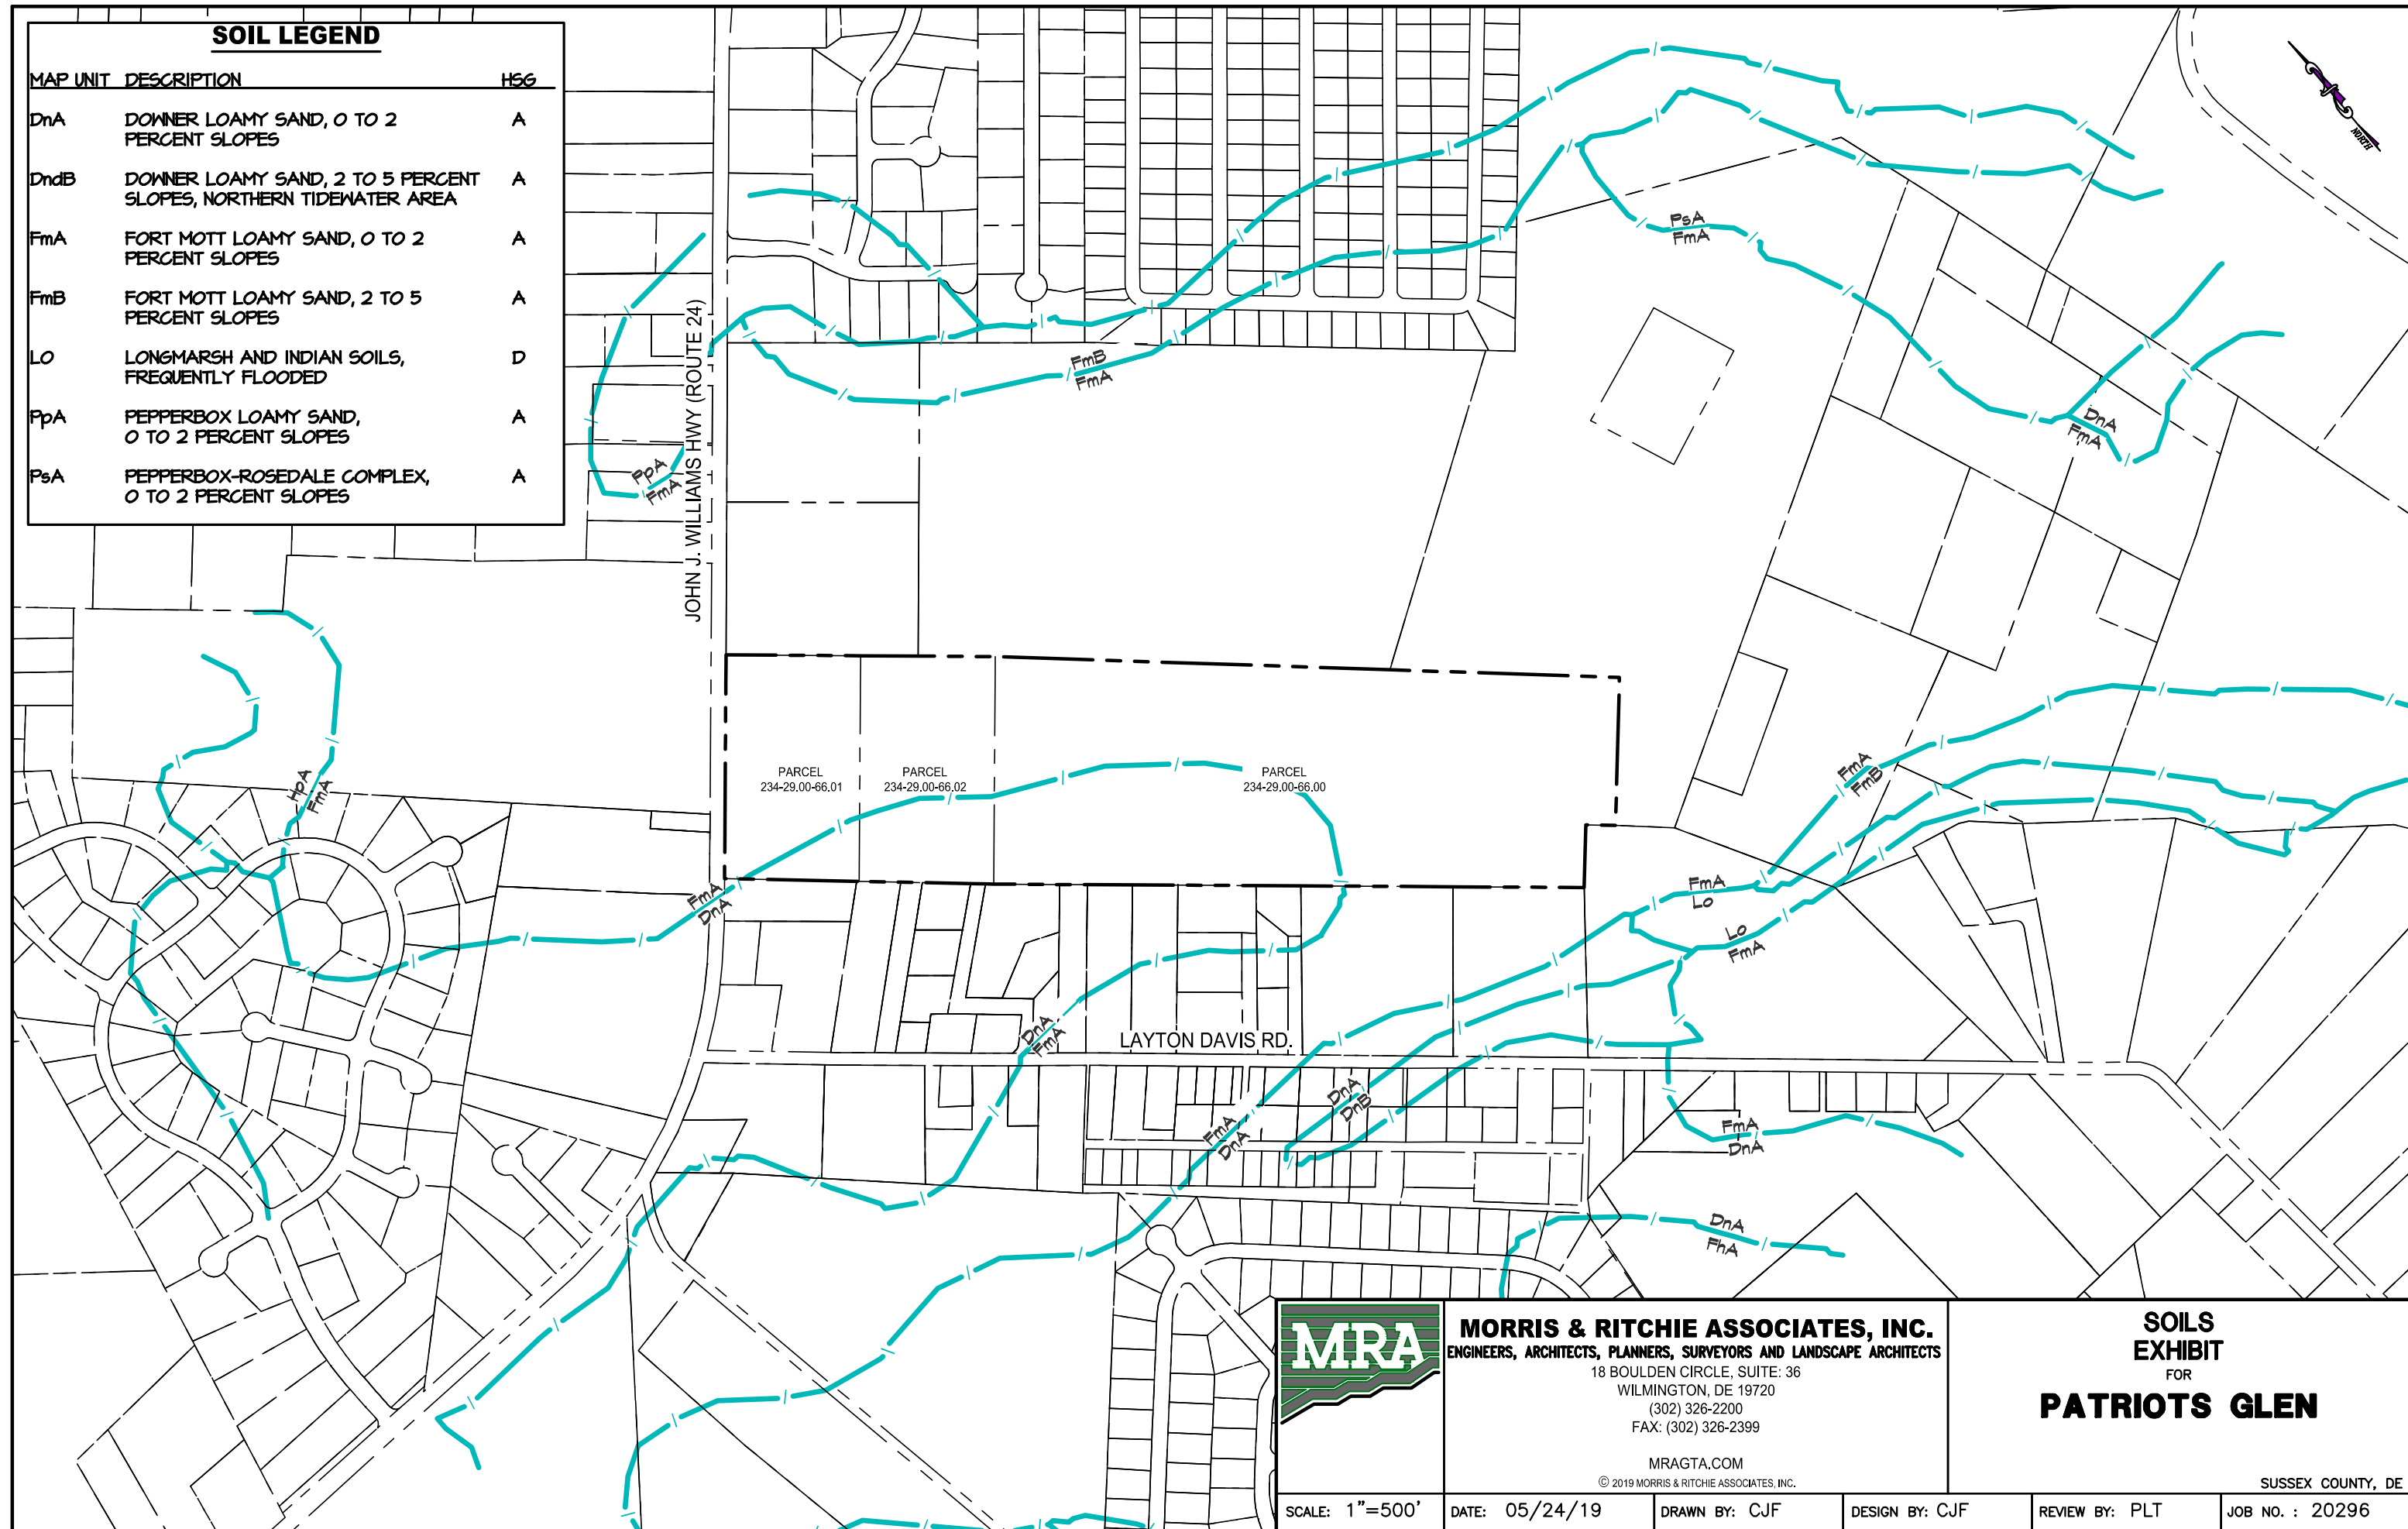 SOIL LEGEND
MAP UNIT DESCRIPTION HSG
DnA DOWNER LOAMY SAND, 0 TO 2 A
PERCENT SLOPES
DndB DOWNER LOAMY SAND, 2 TO 5 PERCENT A
SLOPES, NORTHERN TIDEWATER AREA
FmA FORT MOTT LOAMY SAND, 0 TO 2 A
PERCENT SLOPES
FmB FORT MOTT LOAMY SAND, 2 TO 5 A
PERCENT SLOPES
LO LONGMARSH AND INDIAN SOILS, D
FREQUENTLY FLOODED
PpA PEPPERBOX LOAMY SAND, A
0 TO 2 PERCENT SLOPES
PsA PEPPERBOX-ROSEDALE COMPLEX, A
0 TO 2 PERCENT SLOPES
NORTH
PsA
FmA
JOHN J. WILLIAMS HWY (ROUTE 24)
FmB
FmA
DnA
FmA
PpA
FmA
HpA
FmA
PARCEL
234-29.00-66.01
PARCEL
234-29.00-66.02
PARCEL
234-29.00-66.00
FmA
FmB
FmA
DnA
FmA
Lo
Lo
FmA
DnA
FmA
LAYTON DAVIS RD.
DnA
DnB
FmA
DnA
FmA
DnA
DnA
FhA
MRA
MORRIS & RITCHIE ASSOCIATES, INC.
ENGINEERS, ARCHITECTS, PLANNERS, SURVEYORS AND LANDSCAPE ARCHITECTS
18 BOULDEN CIRCLE, SUITE: 36
WILMINGTON, DE 19720
(302) 326-2200
FAX: (302) 326-2399
MRAGTA.COM
© 2019 MORRIS & RITCHIE ASSOCIATES, INC.
SOILS
EXHIBIT
FOR
PATRIOTS GLEN
SUSSEX COUNTY, DE
SCALE: 1"=500' DATE: 05/24/19 DRAWN BY: CJF DESIGN BY: CJF REVIEW BY: PLT JOB NO. : 20296